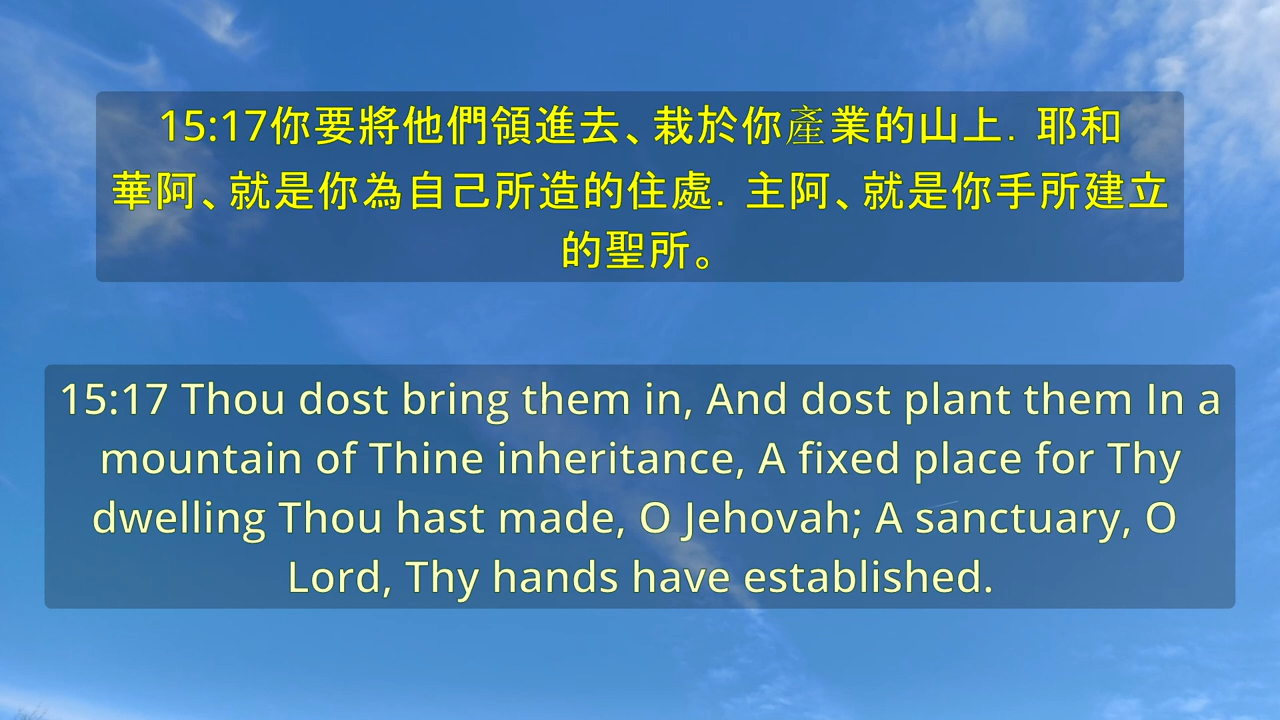 15:17你要將他們領進去、栽於你產業的山上．耶和
華阿、就是你為自己所造的住處．主阿、就是你手所建立
的聖所。
15:17 Thou dost bring them in, And dost plant them In a
mountain of Thine inheritance, A fixed place for Thy
dwelling Thou hast made, O Jehovah; A sanctuary, O
Lord, Thy hands have established.